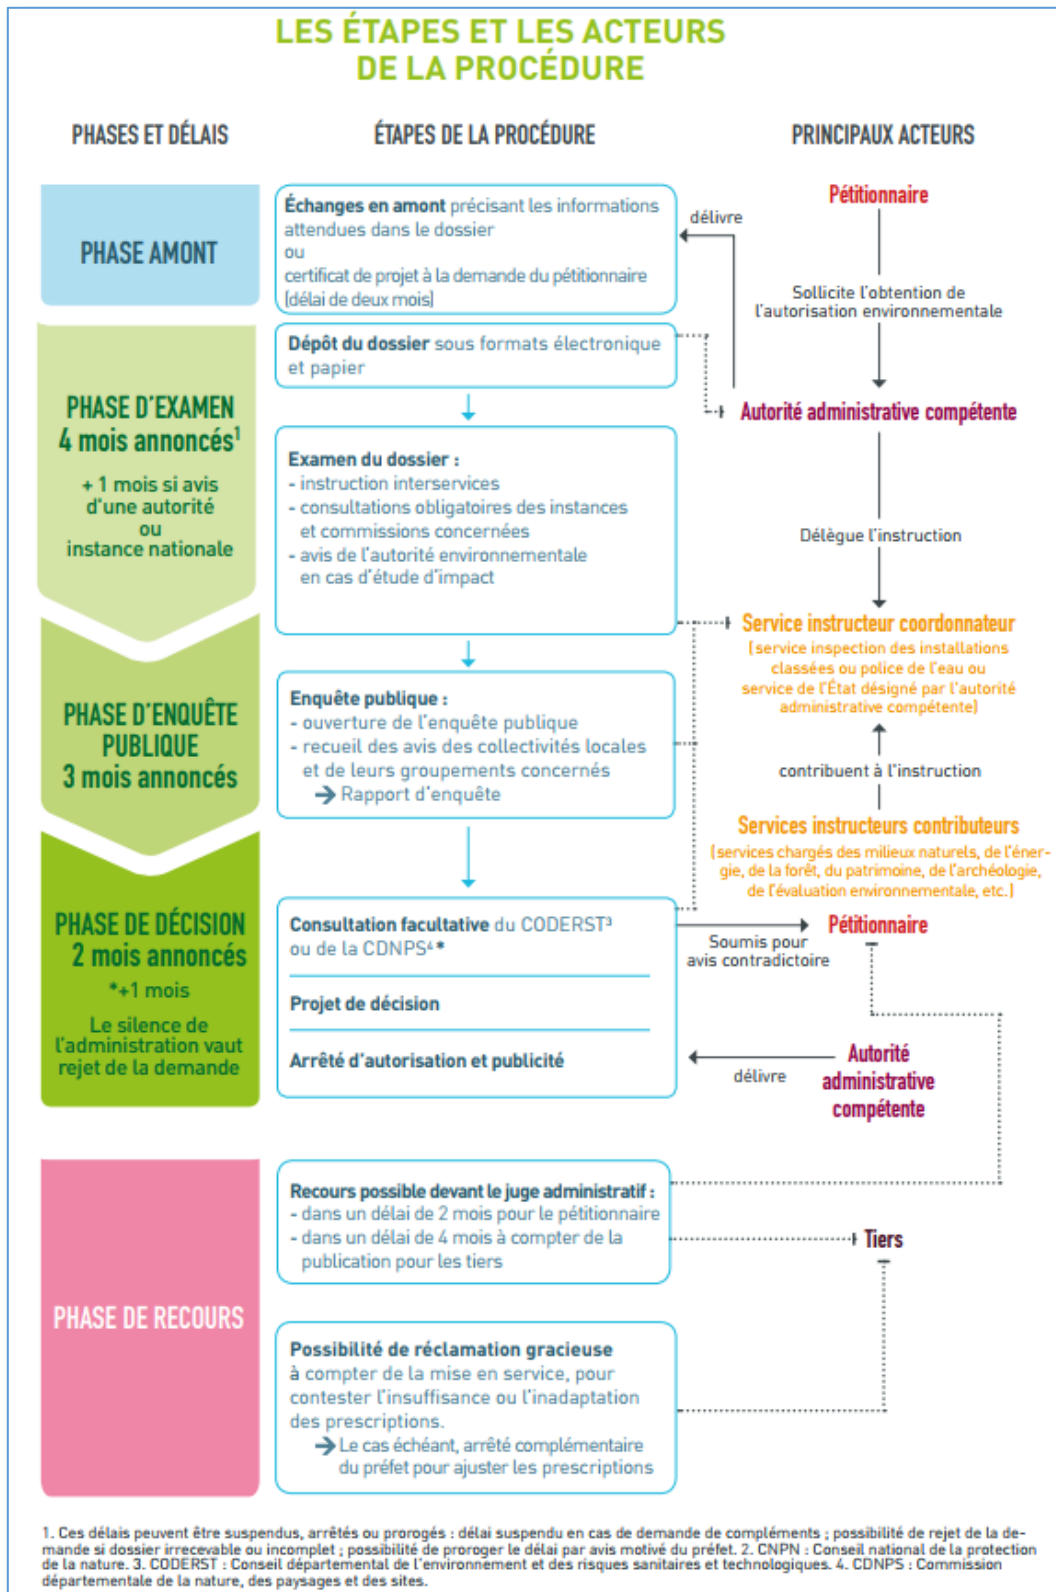 LES ÉTAPES ET LES ACTEURS
DE LA PROCÉDURE
PHASES ET DÉLAIS
ÉTAPES DE LA PROCÉDURE
PRINCIPAUX ACTEURS
PHASE AMONT
Échanges en amont précisant les informations
attendues dans le dossier
ou
certificat de projet à la demande du pétitionnaire
(délai de deux mois)
délivre
Pétitionnaire
Sollicite l'obtention de
l'autorisation environnementale
PHASE D'EXAMEN
4 mois annoncés¹
+ 1 mois si avis
d'une autorité
ou
instance nationale
Dépôt du dossier sous formats électronique
et papier
Autorité administrative compétente
Examen du dossier :
- instruction interservices
- consultations obligatoires des instances
et commissions concernées
- avis de l'autorité environnementale
en cas d'étude d'impact
Délègue l'instruction
Service instructeur coordonnateur
(service inspection des installations
classées ou police de l'eau ou
service de l'État désigné par l'autorité
administrative compétente)
PHASE D'ENQUÊTE
PUBLIQUE
3 mois annoncés
Enquête publique :
- ouverture de l'enquête publique
- recueil des avis des collectivités locales
et de leurs groupements concernés
→ Rapport d'enquête
contribuent à l'instruction
Services instructeurs contributeurs
(services chargés des milieux naturels, de l'éner-
gie, de la forêt, du patrimoine, de l'archéologie,
de l'évaluation environnementale, etc.)
PHASE DE DÉCISION
2 mois annoncés
*+1 mois
Le silence de
l'administration vaut
rejet de la demande
Consultation facultative du CODERST³
ou de la CDNPS⁴*
Projet de décision
Arrêté d'autorisation et publicité
Soumis pour
avis contradictoire
Pétitionnaire
délivre
Autorité
administrative
compétente
PHASE DE RECOURS
Recours possible devant le juge administratif :
- dans un délai de 2 mois pour le pétitionnaire
- dans un délai de 4 mois à compter de la
publication pour les tiers
Tiers
Possibilité de réclamation gracieuse
à compter de la mise en service, pour
contester l'insuffisance ou l'inadaptation
des prescriptions.
→ Le cas échéant, arrêté complémentaire
du préfet pour ajuster les prescriptions
1. Ces délais peuvent être suspendus, arrêtés ou prorogés : délai suspendu en cas de demande de compléments ; possibilité de rejet de la de-
mande si dossier irrecevable ou incomplet ; possibilité de proroger le délai par avis motivé du préfet. 2. CNPN : Conseil national de la protection
de la nature. 3. CODERST : Conseil départemental de l'environnement et des risques sanitaires et technologiques. 4. CDNPS : Commission
départementale de la nature, des paysages et des sites.